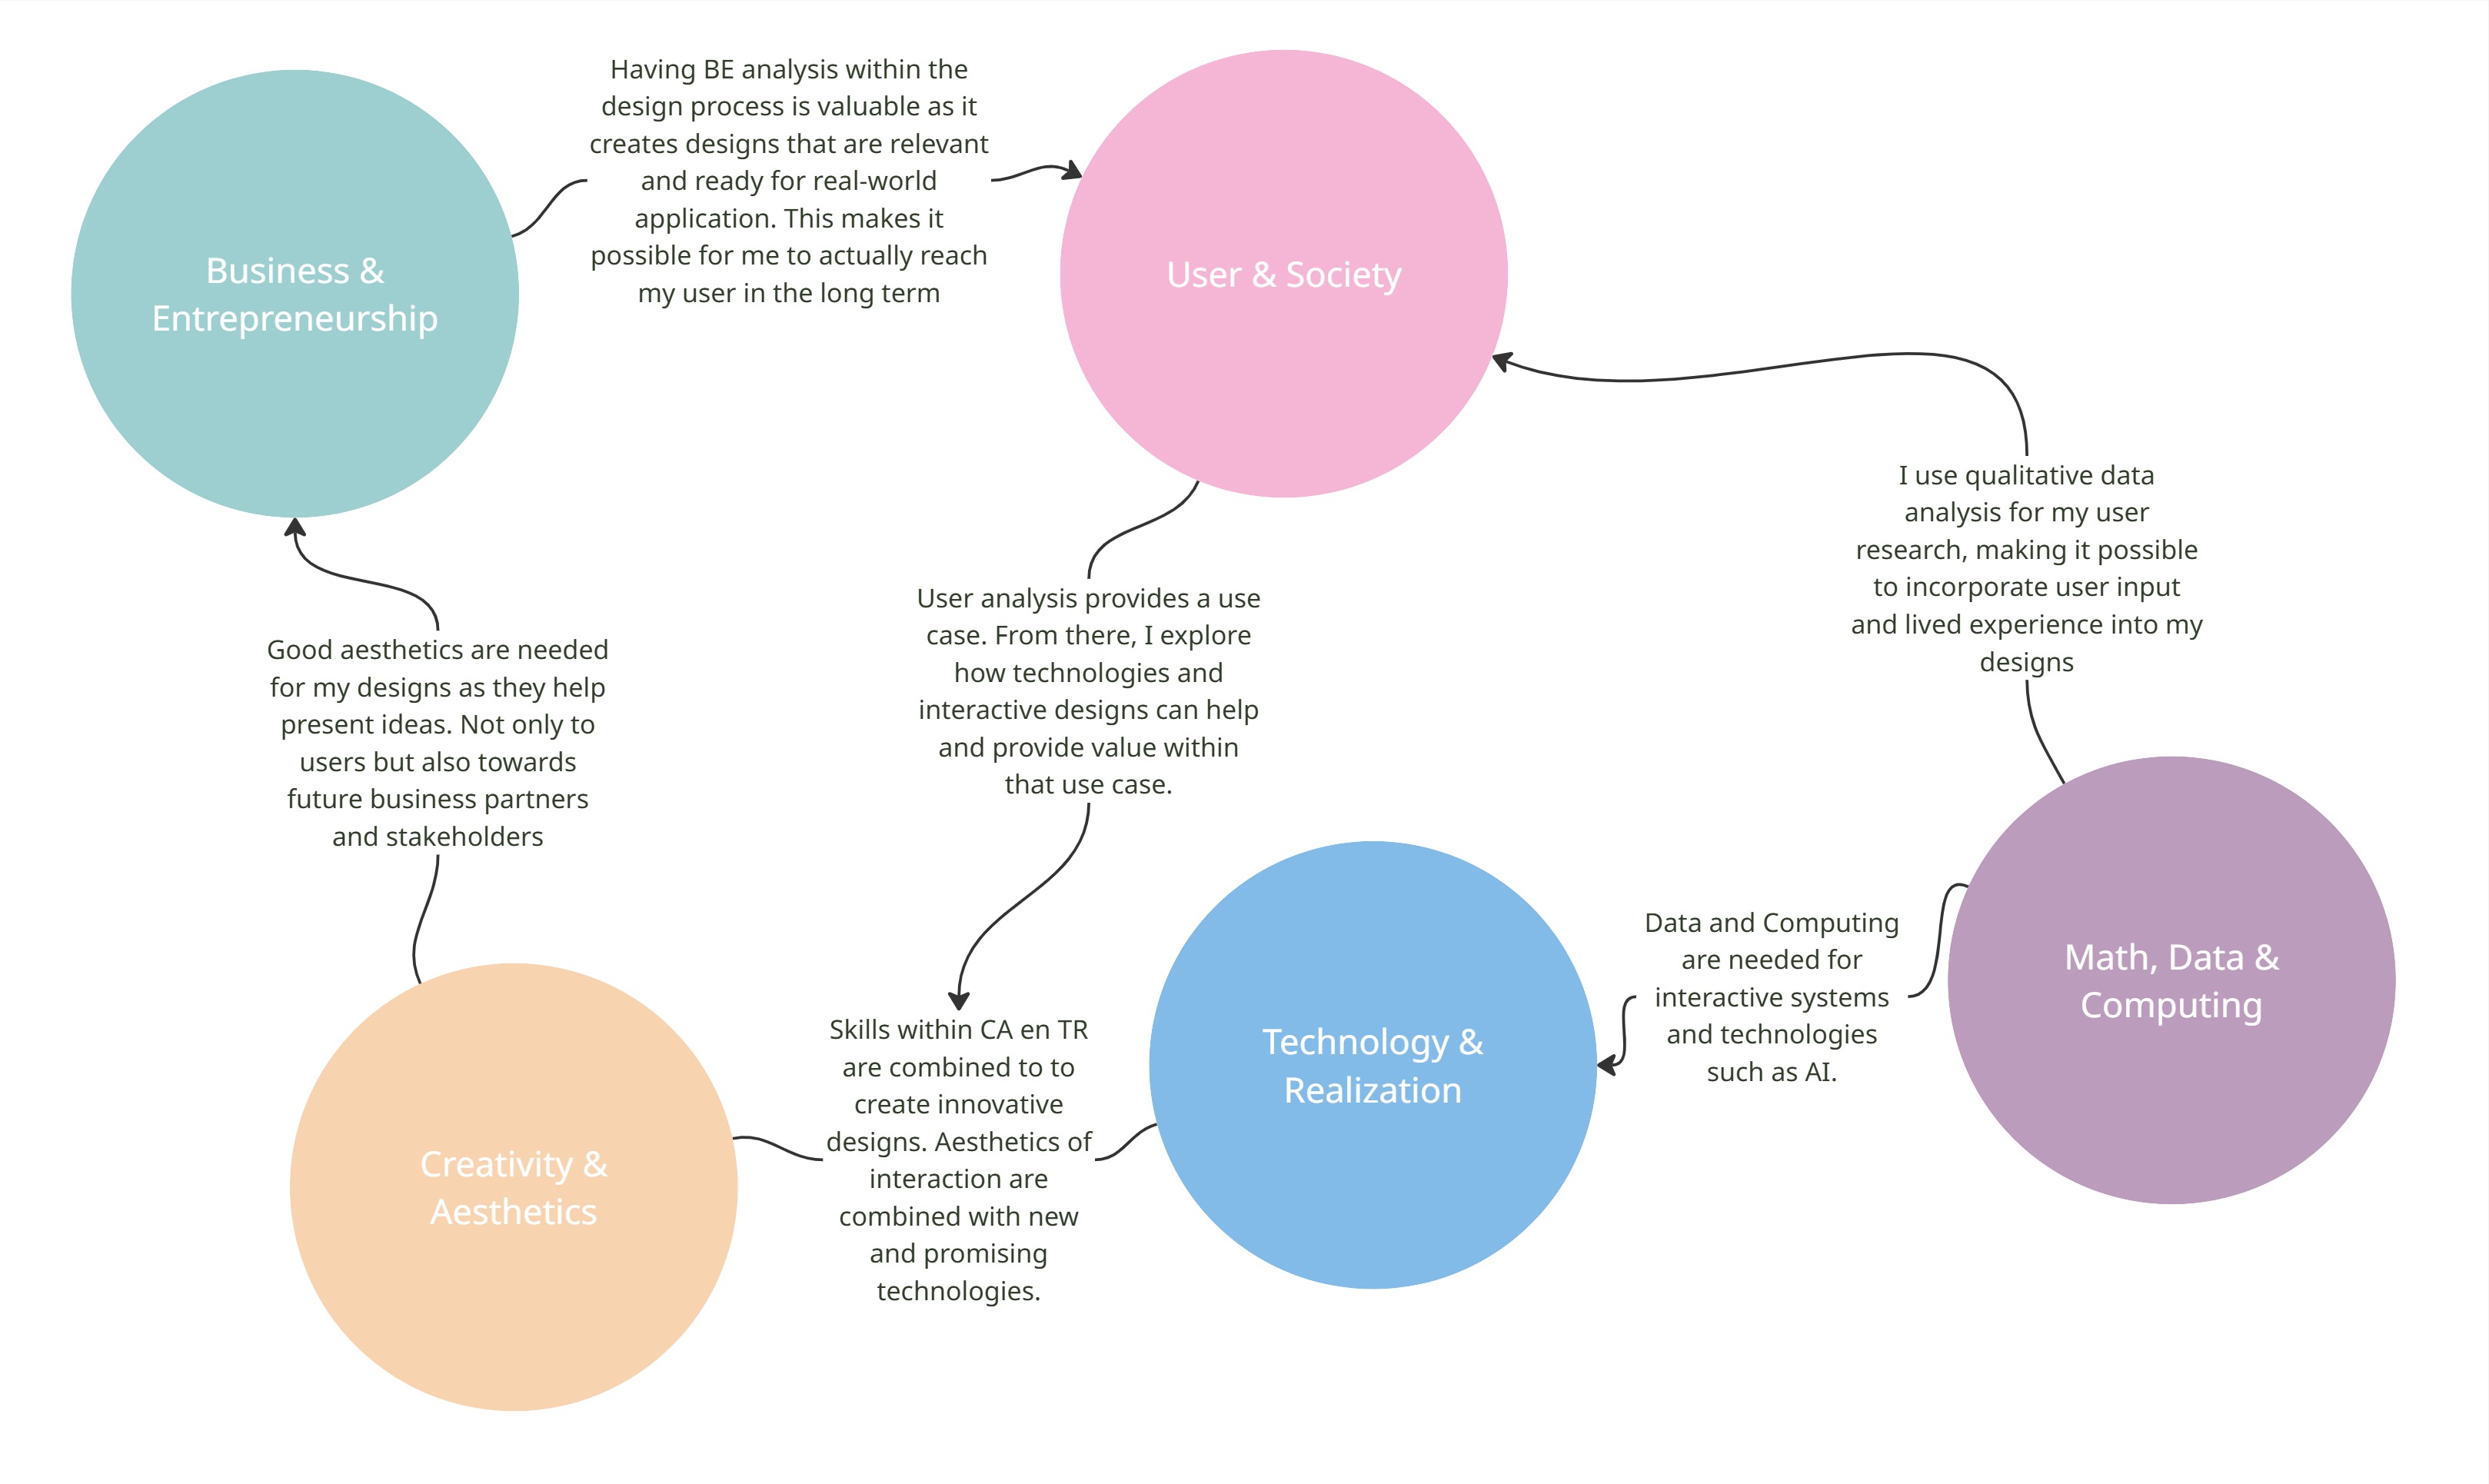 Having BE analysis within the
design process is valuable as it
creates designs that are relevant
and ready for real-world
application. This makes it
possible for me to actually reach
my user in the long term
Business &
Entrepreneurship
User & Society
I use qualitative data
analysis for my user
research, making it possible
to incorporate user input
and lived experience into my
designs
User analysis provides a use
case. From there, I explore
how technologies and
interactive designs can help
and provide value within
that use case.
Good aesthetics are needed
for my designs as they help
present ideas. Not only to
users but also towards
future business partners
and stakeholders
Data and Computing
are needed for
interactive systems
and technologies
such as AI.
Math, Data &
Computing
Technology &
Realization
Skills within CA en TR
are combined to to
create innovative
designs. Aesthetics of
interaction are
combined with new
and promising
technologies.
Creativity &
Aesthetics